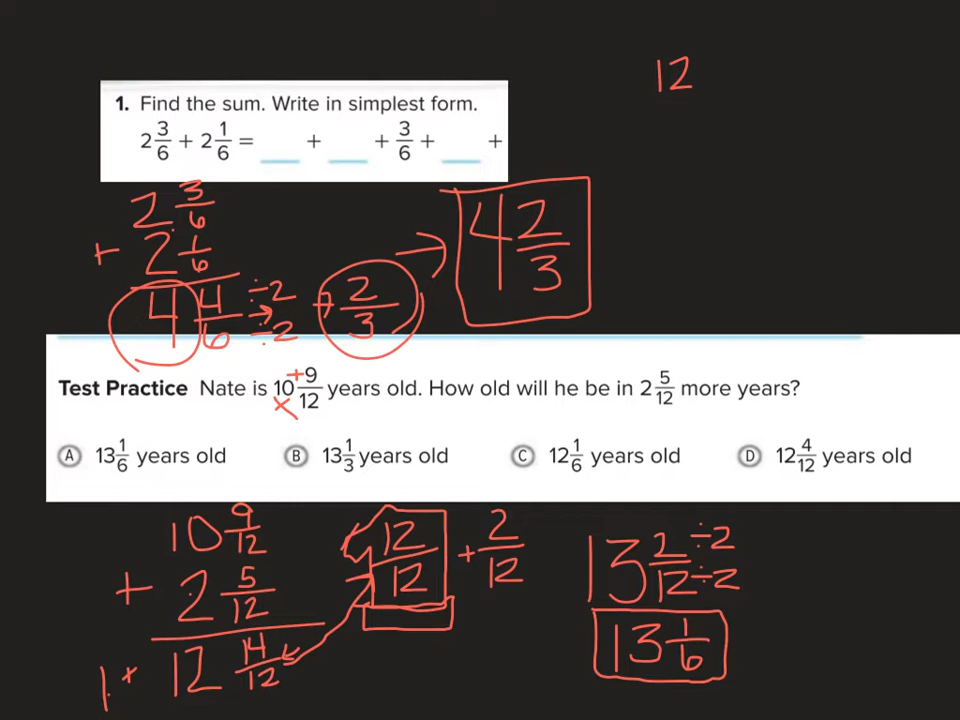 12
1. Find the sum. Write in simplest form.
2 3/6 + 2 1/6 = ___ + ___ + 3/6 + ___ +
2 3/6
+ 2 1/6
4 4/6 ÷2/÷2 → 2/3 → 4 2/3
Test Practice Nate is 10 + 9/12 years old. How old will he be in 2 5/12 more years?
x
A 13 1/6 years old B 13 1/3 years old C 12 1/6 years old D 12 4/12 years old
10 9/12
+ 2 5/12
1 + 12 14/12
12/12 + 2/12
13 2/12 ÷2/÷2
13 1/6